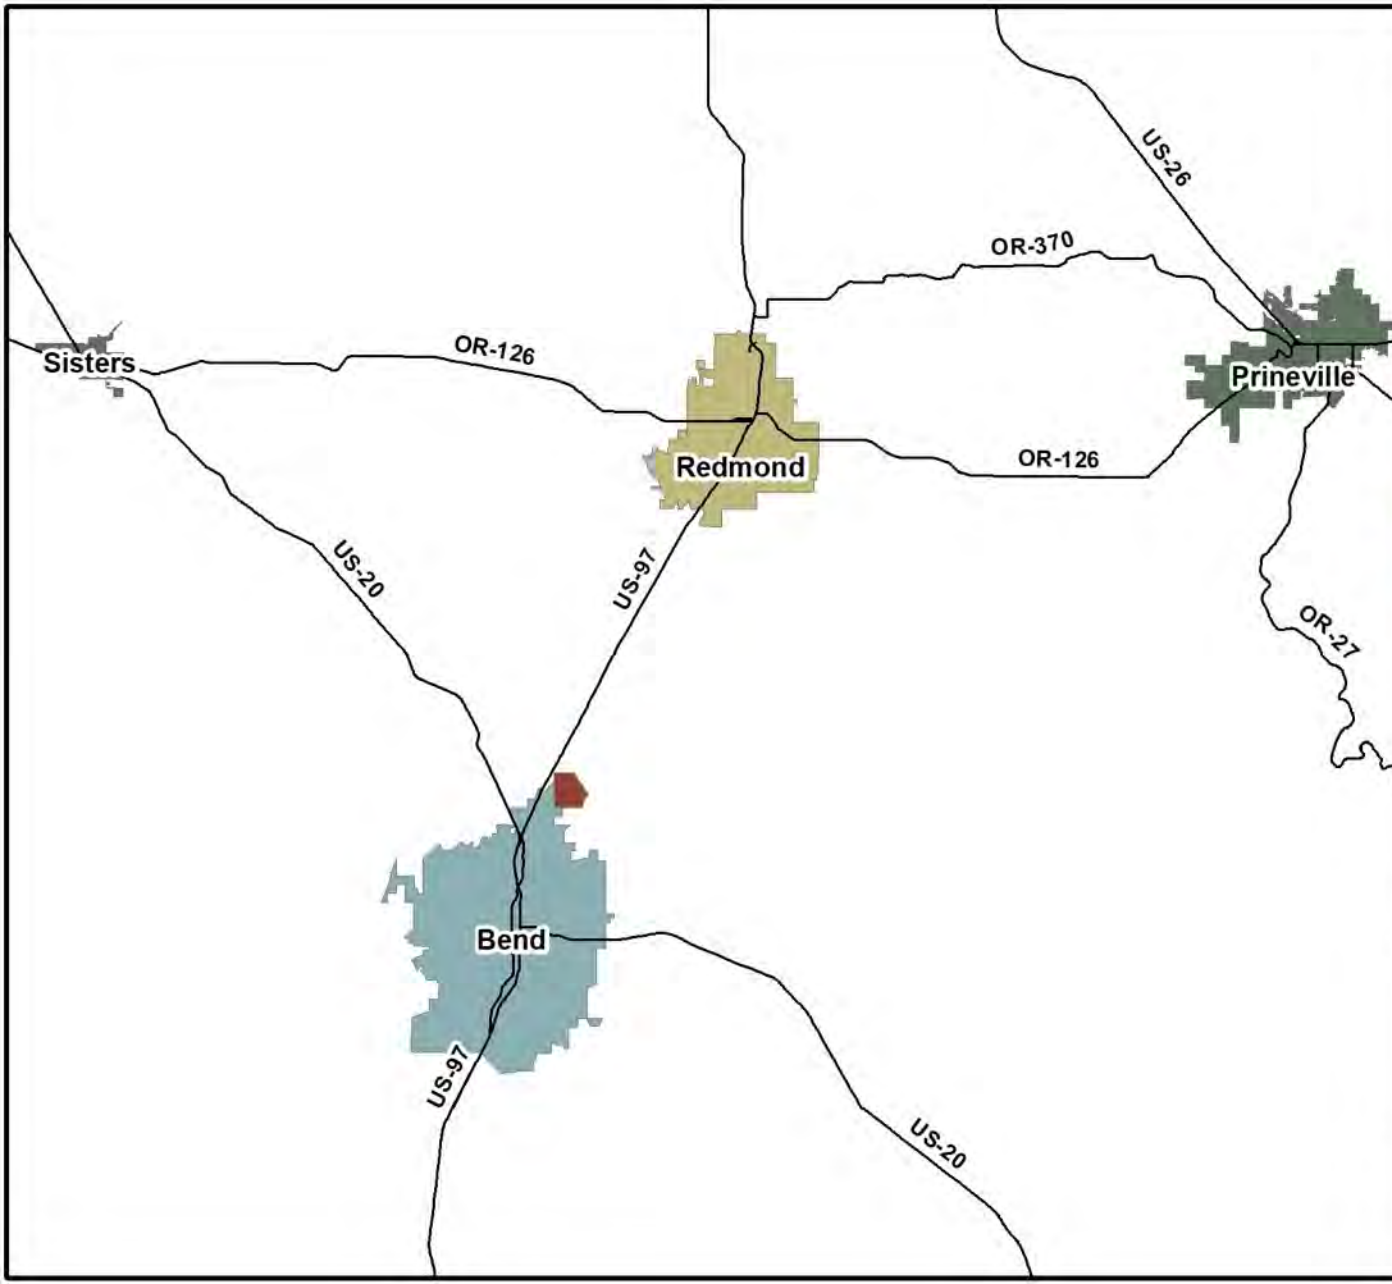 US-26
OR-370
OR-126
Sisters
Prineville
Redmond
OR-126
US-20
US-97
OR-27
Bend
US-97
US-20